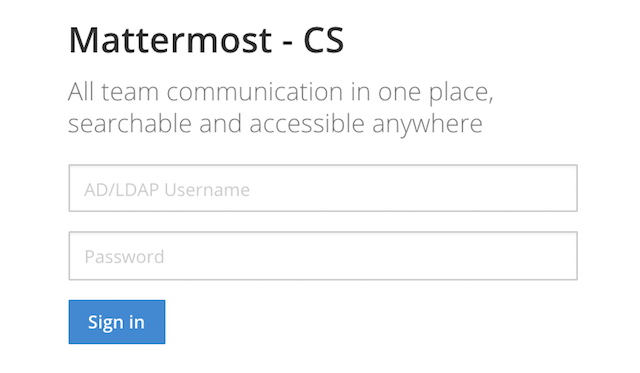 Mattermost - CS
All team communication in one place,
searchable and accessible anywhere
AD/LDAP Username
Password
Sign in